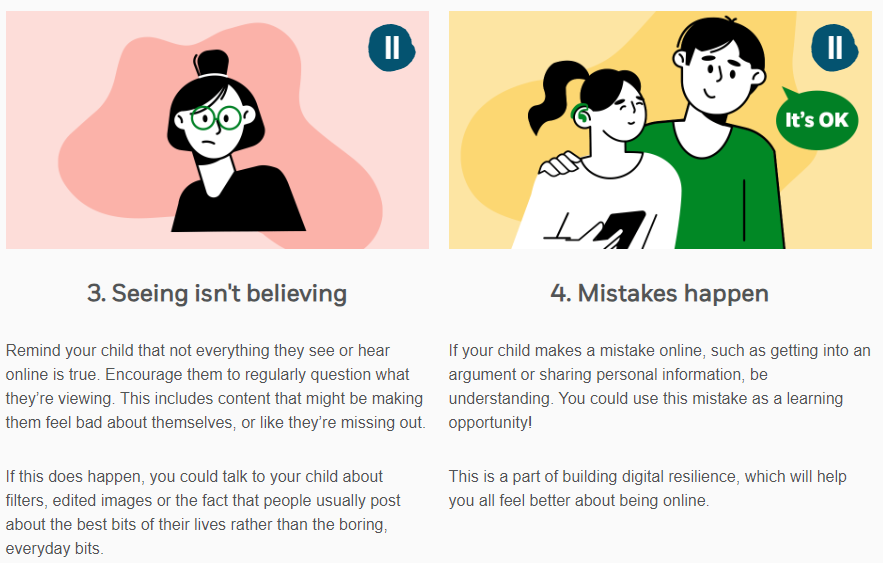 It's OK
3. Seeing isn't believing
Remind your child that not everything they see or hear
online is true. Encourage them to regularly question what
they're viewing. This includes content that might be making
them feel bad about themselves, or like they're missing out.
If this does happen, you could talk to your child about
filters, edited images or the fact that people usually post
about the best bits of their lives rather than the boring,
everyday bits.
4. Mistakes happen
If your child makes a mistake online, such as getting into an
argument or sharing personal information, be
understanding. You could use this mistake as a learning
opportunity!
This is a part of building digital resilience, which will help
you all feel better about being online.